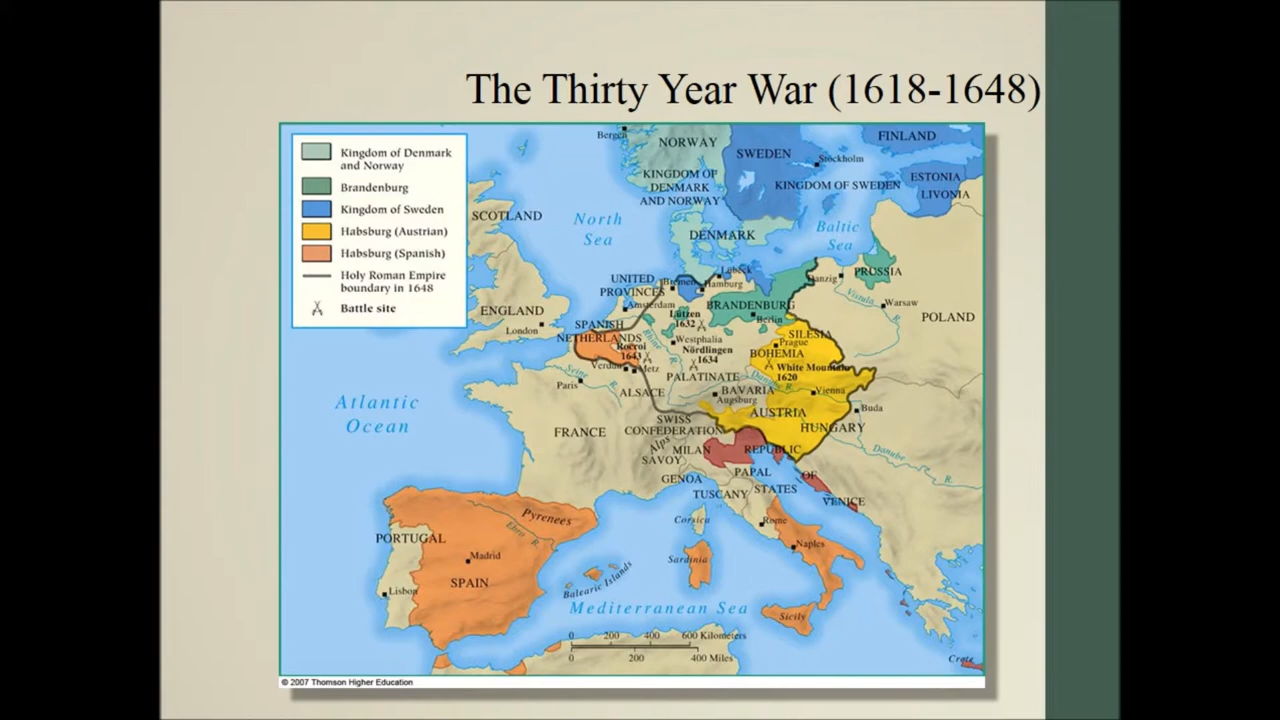 The Thirty Year War (1618-1648)
Kingdom of Denmark
and Norway
Brandenburg
Kingdom of Sweden
Habsburg (Austrian)
Habsburg (Spanish)
Holy Roman Empire
boundary in 1648
Battle site
Bergen
NORWAY
SWEDEN
FINLAND
Stockholm
KINGDOM OF
DENMARK
AND NORWAY
KINGDOM OF SWEDEN
ESTONIA
LIVONIA
SCOTLAND
North
Sea
DENMARK
Baltic
Sea
UNITED
PROVINCES
Bremen
Lübeck
Hamburg
Danzig
PRUSSIA
Amsterdam
BRANDENBURG
Berlin
Vistula
R.
Warsaw
POLAND
ENGLAND
London
SPANISH
NETHERLANDS
Lützen
1632
Rocroi
1643
Rhine
R.
Westphalia
Nördlingen
1634
SILESIA
Prague
BOHEMIA
White Mountain
1620
Verdun
Metz
Seine
R.
Paris
ALSACE
PALATINATE
Danube
R.
BAVARIA
Augsburg
Vienna
AUSTRIA
Buda
HUNGARY
Danube
R.
Atlantic
Ocean
FRANCE
SWISS
CONFEDERATION
Alps
MILAN
SAVOY
REPUBLIC
OF
VENICE
GENOA
PAPAL
STATES
TUSCANY
Corsica
Rome
Pyrenees
Ebro R.
PORTUGAL
Madrid
SPAIN
Lisbon
Sardinia
Naples
Balearic Islands
Mediterranean Sea
Sicily
Crete
0 200 400 600 Kilometers
0 200 400 Miles
© 2007 Thomson Higher Education